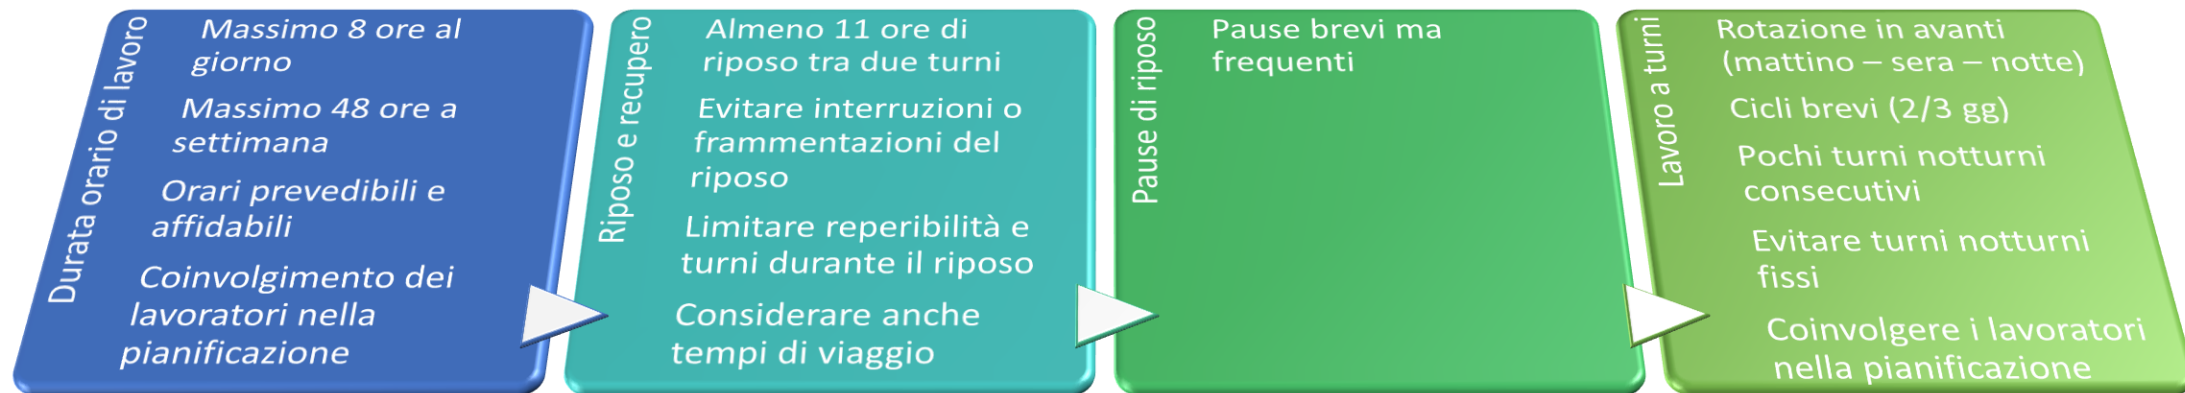 Durata orario di lavoro
Massimo 8 ore al
giorno
Massimo 48 ore a
settimana
Orari prevedibili e
affidabili
Coinvolgimento dei
lavoratori nella
pianificazione
Riposo e recupero
Almeno 11 ore di
riposo tra due turni
Evitare interruzioni o
frammentazioni del
riposo
Limitare reperibilità e
turni durante il riposo
Considerare anche
tempi di viaggio
Pause di riposo
Pause brevi ma
frequenti
Lavoro a turni
Rotazione in avanti
(mattino – sera – notte)
Cicli brevi (2/3 gg)
Pochi turni notturni
consecutivi
Evitare turni notturni
fissi
Coinvolgere i lavoratori
nella pianificazione